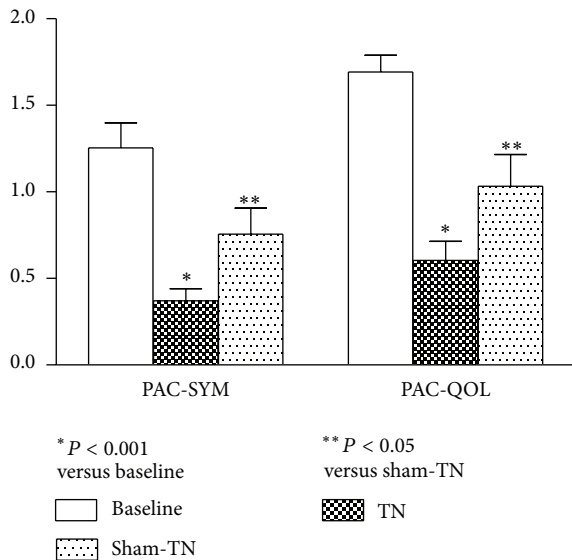 2.0
1.5
1.0
0.5
0.0
*
**
*
**
PAC-SYM
PAC-QOL
* P < 0.001
versus baseline
** P < 0.05
versus sham-TN
Baseline
TN
Sham-TN